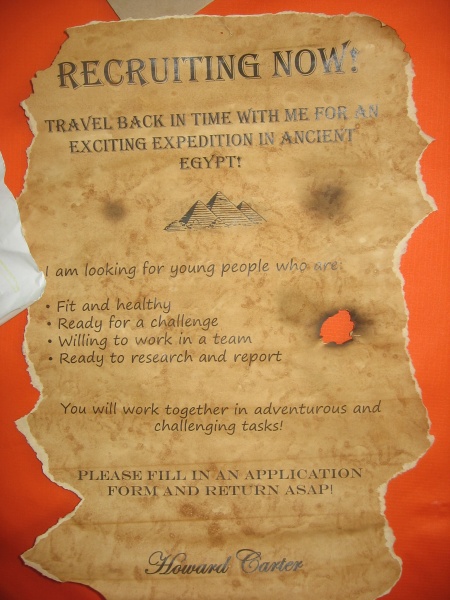 RECRUITING NOW!
TRAVEL BACK IN TIME WITH ME FOR AN
EXCITING EXPEDITION IN ANCIENT
EGYPT!
I am looking for young people who are:
• Fit and healthy
• Ready for a challenge
• Willing to work in a team
• Ready to research and report
You will work together in adventurous and
challenging tasks!
PLEASE FILL IN AN APPLICATION
FORM AND RETURN ASAP!
Howard Carter